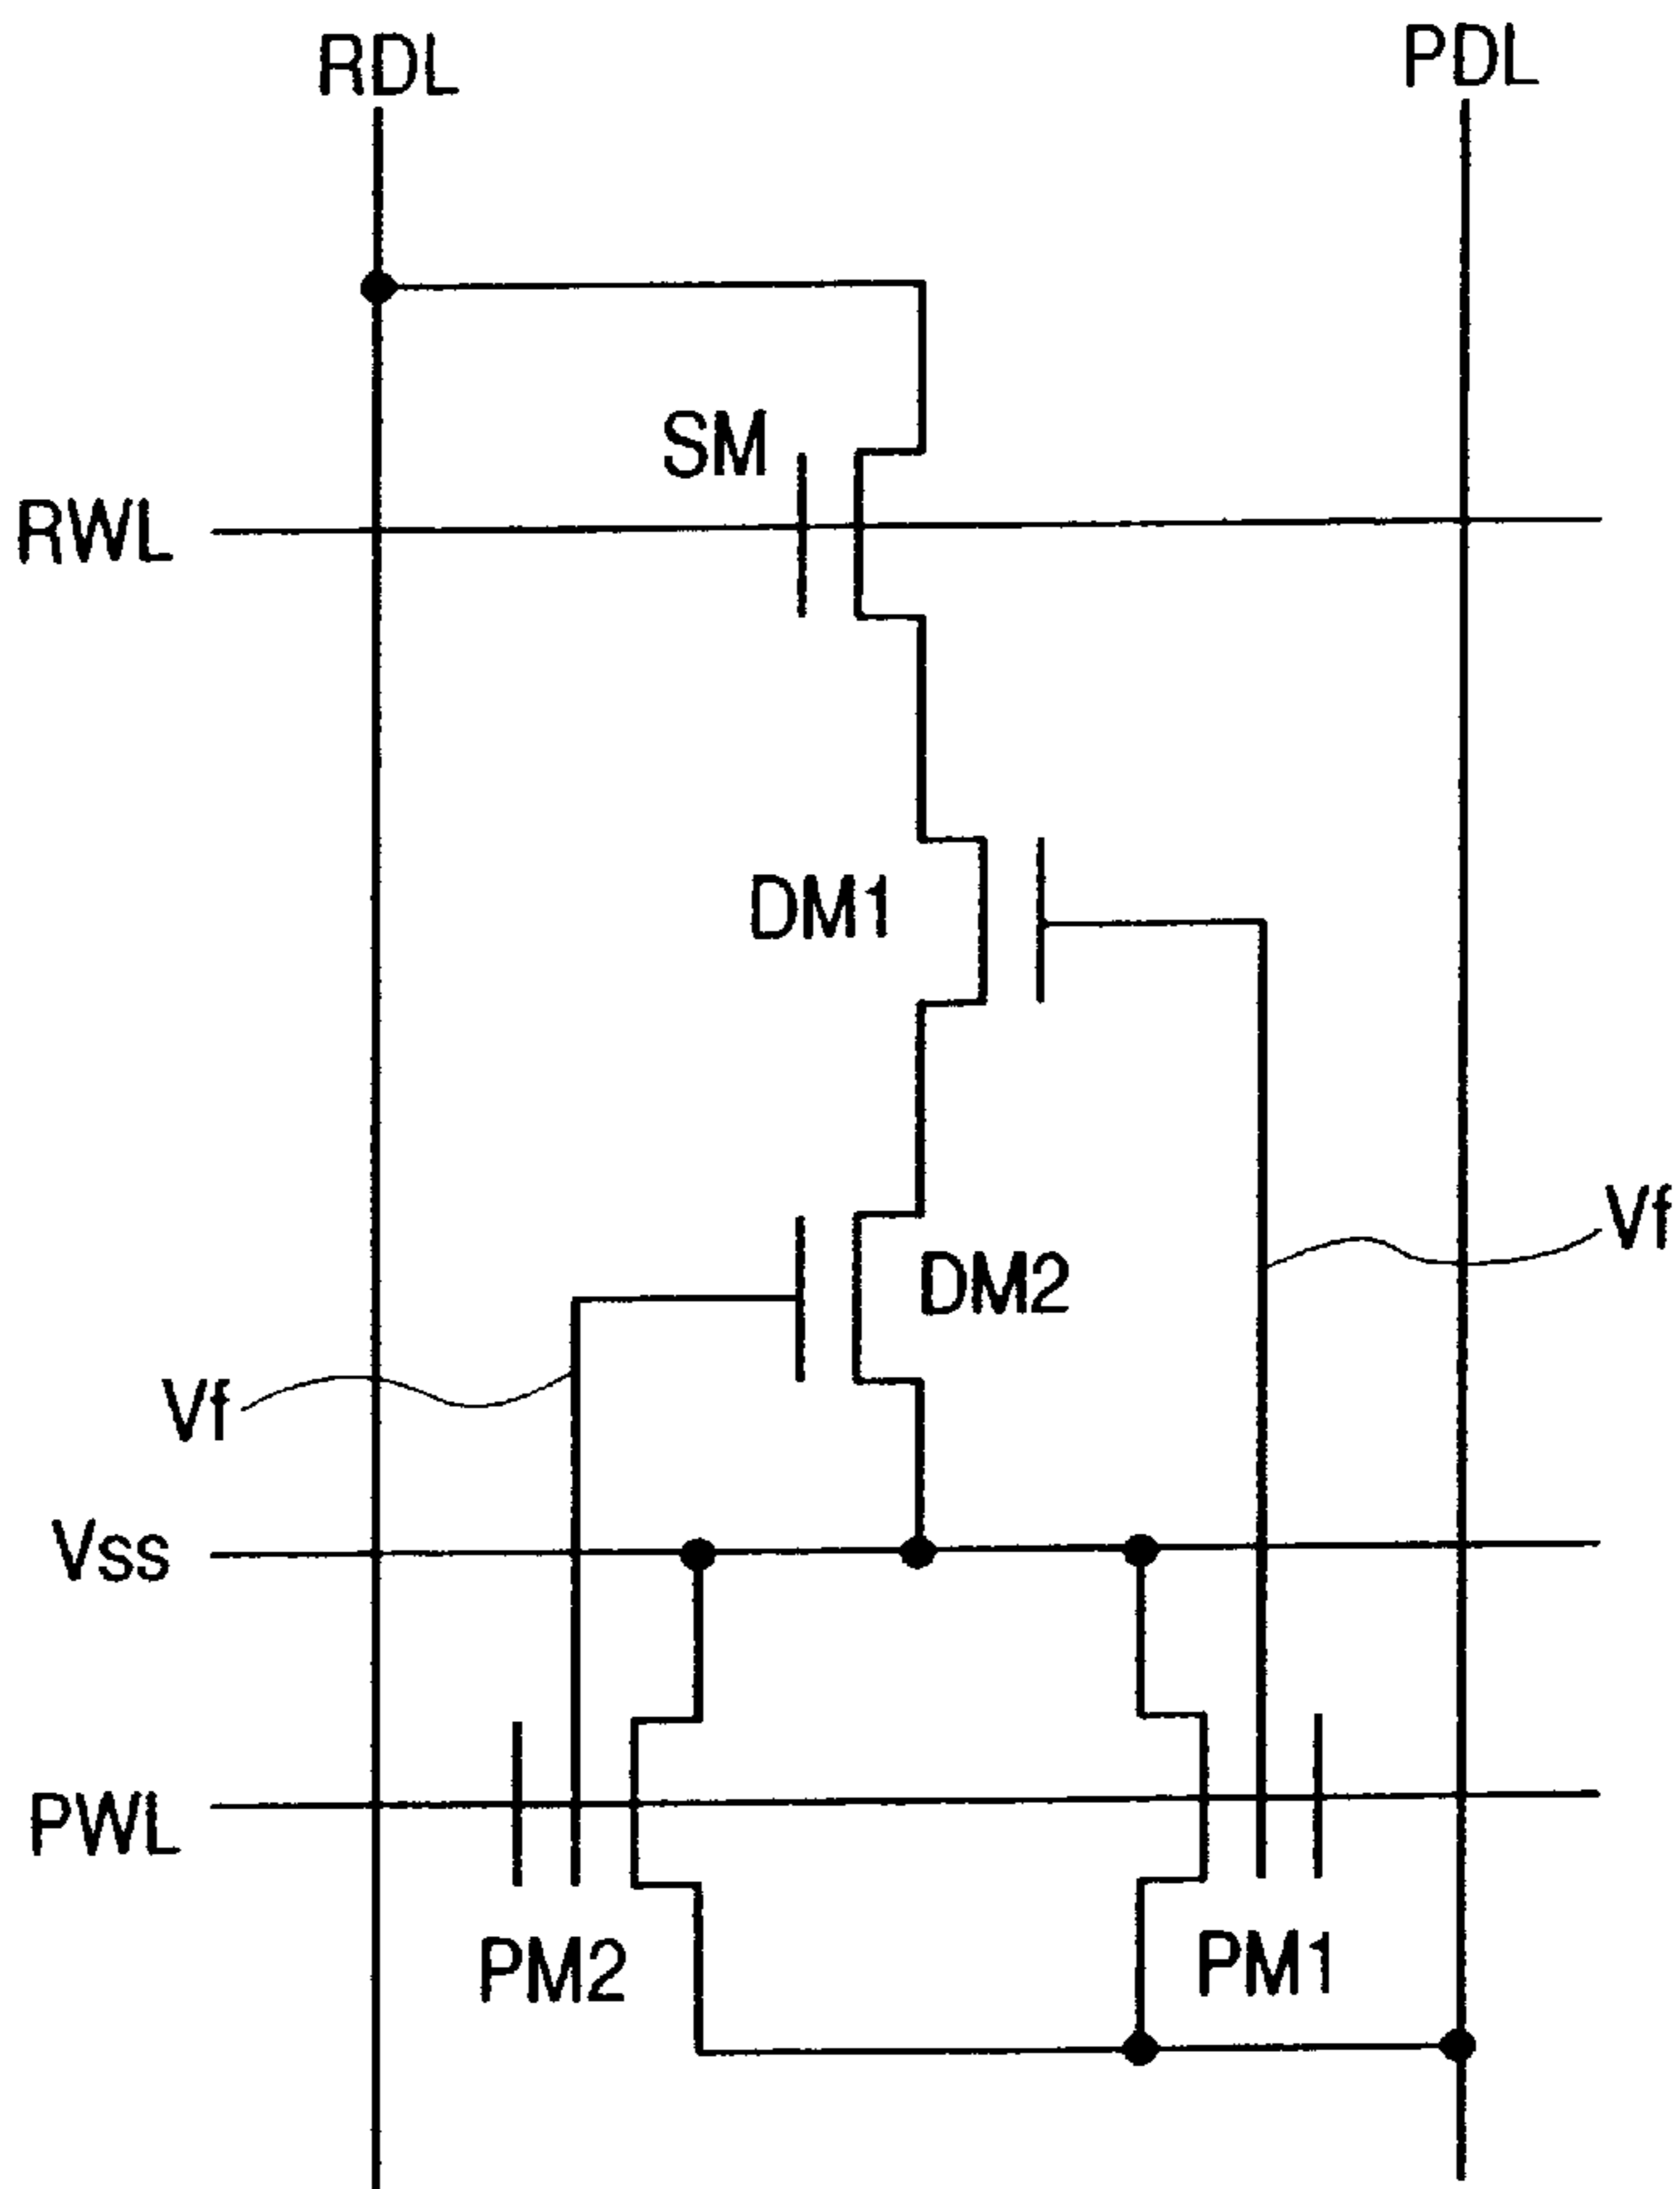 RDL
PDL
SM
RWL
DM1
Vf
DM2
Vf
Vss
PWL
PM2
PM1